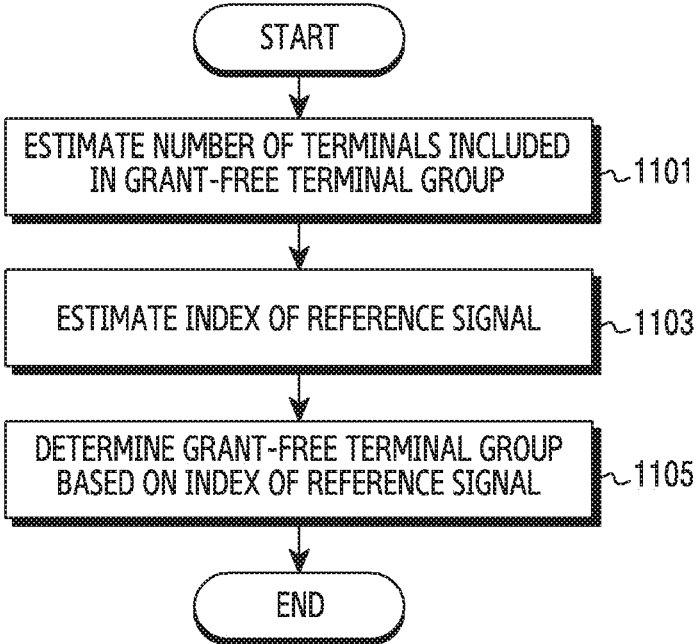 START
ESTIMATE NUMBER OF TERMINALS INCLUDED
IN GRANT-FREE TERMINAL GROUP
1101
ESTIMATE INDEX OF REFERENCE SIGNAL
1103
DETERMINE GRANT-FREE TERMINAL GROUP
BASED ON INDEX OF REFERENCE SIGNAL
1105
END